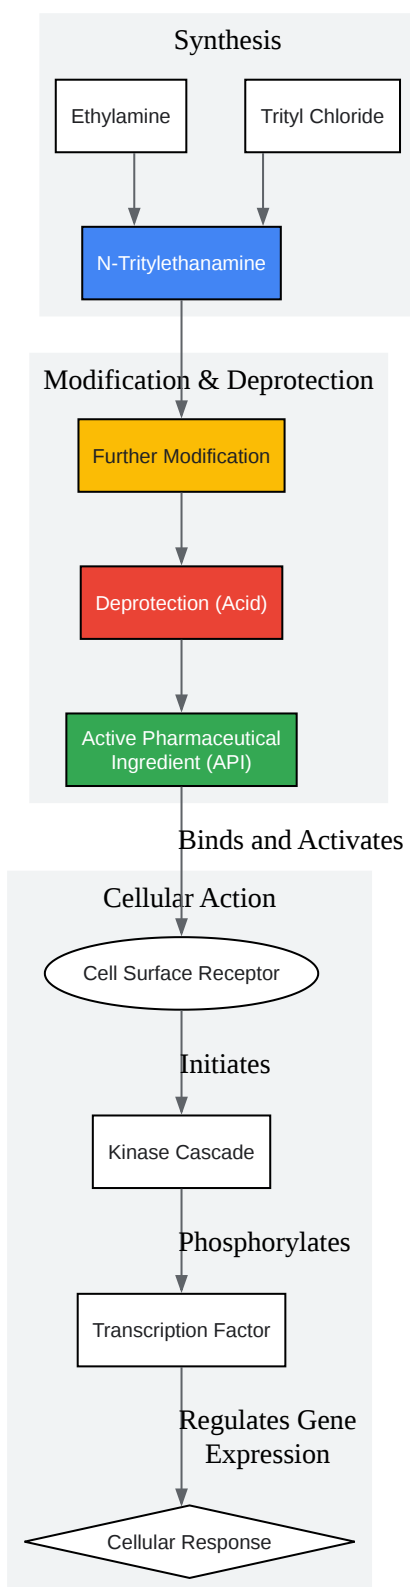 Synthesis
Ethylamine
Trityl Chloride
N-Tritylethanamine
Modification & Deprotection
Further Modification
Deprotection (Acid)
Active Pharmaceutical
Ingredient (API)
Binds and Activates
Cellular Action
Cell Surface Receptor
Initiates
Kinase Cascade
Phosphorylates
Transcription Factor
Regulates Gene
Expression
Cellular Response